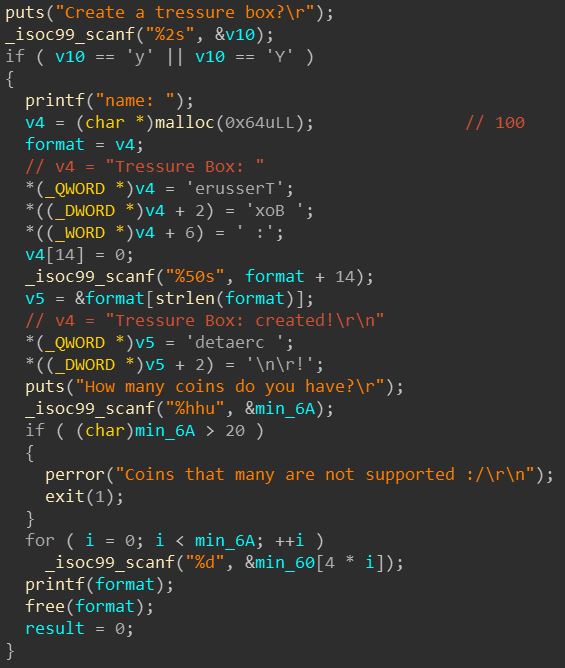 puts("Create a tressure box?\r");
_isoc99_scanf("%2s", &v10);
if ( v10 == 'y' || v10 == 'Y' )
{
  printf("name: ");
  v4 = (char *)malloc(0x64uLL);                // 100
  format = v4;
  // v4 = "Tressure Box: "
  *(_QWORD *)v4 = 'erusserT';
  *((_DWORD *)v4 + 2) = 'xoB ';
  *((_WORD *)v4 + 6) = ' :';
  v4[14] = 0;
  _isoc99_scanf("%50s", format + 14);
  v5 = &format[strlen(format)];
  // v4 = "Tressure Box: created!\r\n"
  *(_QWORD *)v5 = 'detaerc ';
  *((_DWORD *)v5 + 2) = '\n\r!';
  puts("How many coins do you have?\r");
  _isoc99_scanf("%hhu", &min_6A);
  if ( (char)min_6A > 20 )
  {
    perror("Coins that many are not supported :/\r\n");
    exit(1);
  }
  for ( i = 0; i < min_6A; ++i )
    _isoc99_scanf("%d", &min_60[4 * i]);
  printf(format);
  free(format);
  result = 0;
}